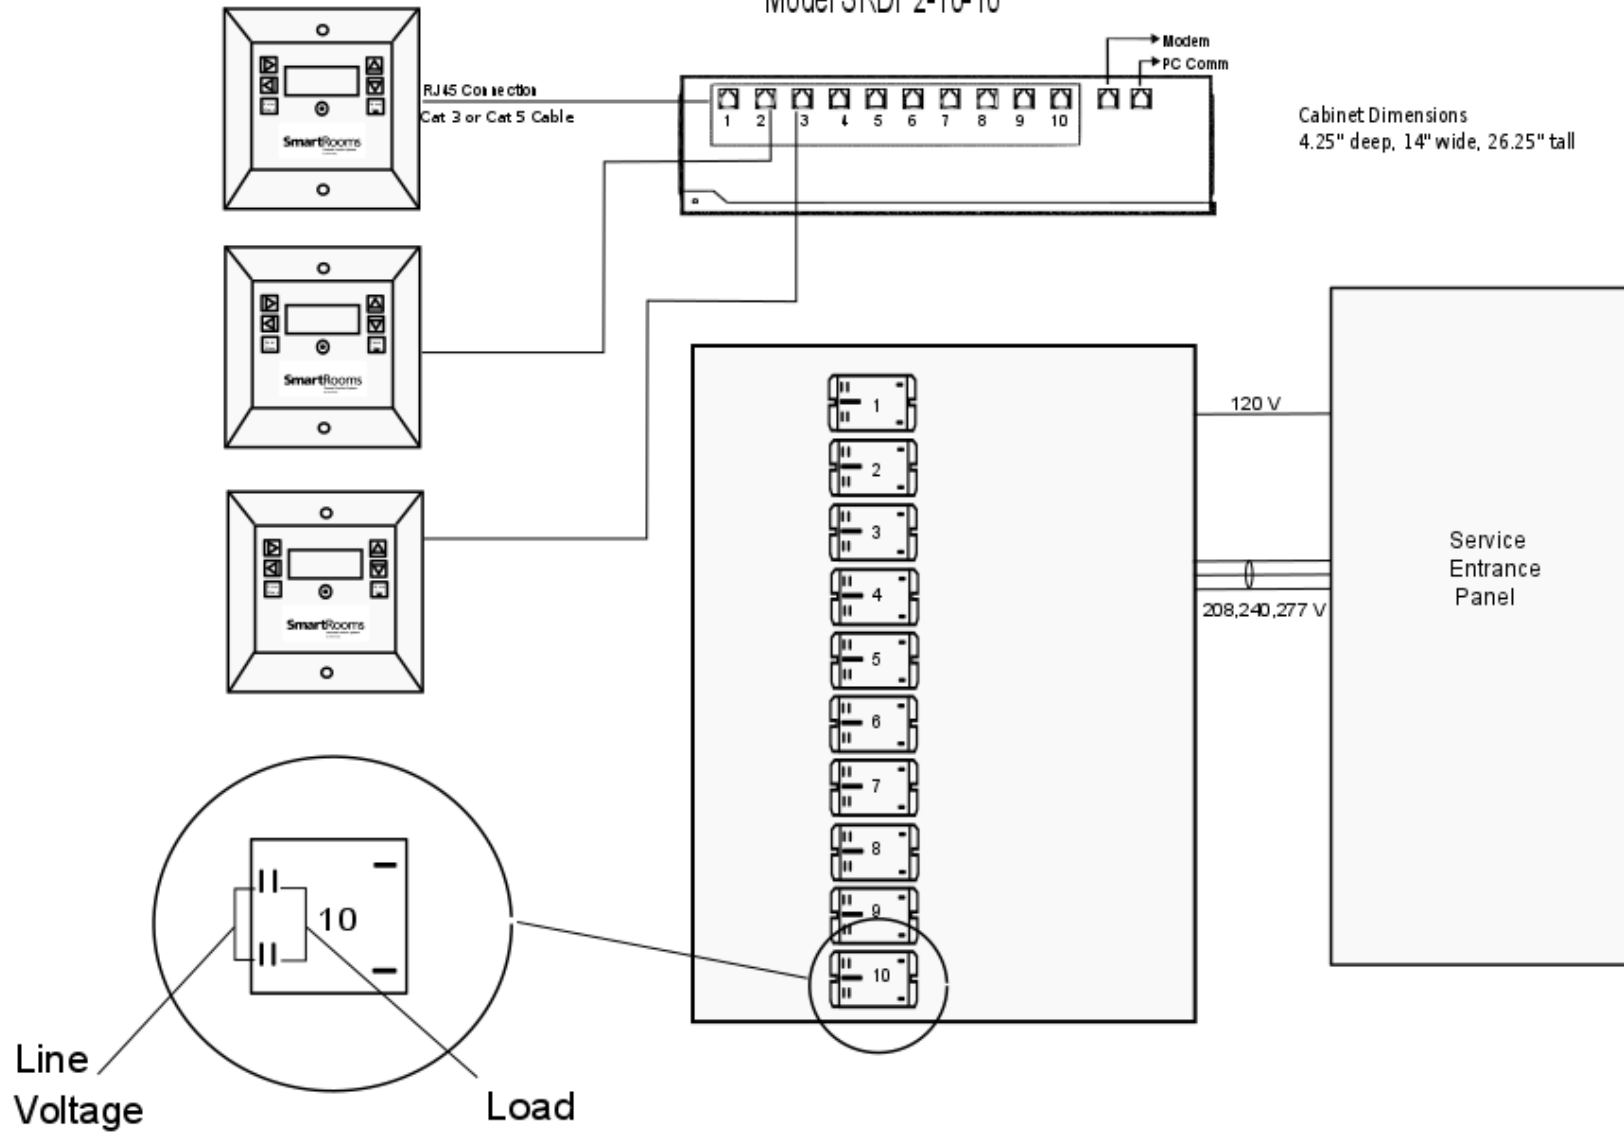 Modem
PC Comm
RJ45 Connection
Cat 3 or Cat 5 Cable
1 2 3 4 5 6 7 8 9 10
Cabinet Dimensions
4.25" deep, 14" wide, 26.25" tall
SmartRooms
SmartRooms
SmartRooms
1
2
3
4
5
6
7
8
9
10
120 V
208,240,277 V
Service
Entrance
Panel
10
Line
Voltage
Load